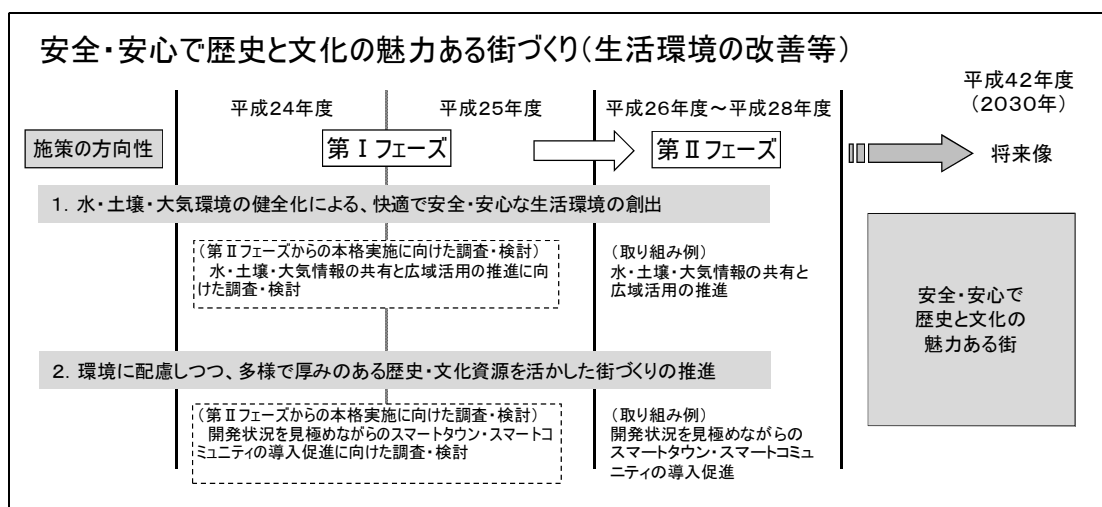 安全・安心で歴史と文化の魅力ある街づくり(生活環境の改善等)
平成24年度
平成25年度
平成26年度～平成28年度
平成42年度
(2030年)
施策の方向性
第Ⅰフェーズ
第Ⅱフェーズ
将来像
1．水・土壌・大気環境の健全化による、快適で安全・安心な生活環境の創出
(第Ⅱフェーズからの本格実施に向けた調査・検討)
水・土壌・大気情報の共有と広域活用の推進に向
けた調査・検討
(取り組み例)
水・土壌・大気情報の共有と
広域活用の推進
安全・安心で
歴史と文化の
魅力ある街
2．環境に配慮しつつ、多様で厚みのある歴史・文化資源を活かした街づくりの推進
(第Ⅱフェーズからの本格実施に向けた調査・検討)
開発状況を見極めながらのスマートタウン・スマートコ
ミュニティの導入促進に向けた調査・検討
(取り組み例)
開発状況を見極めながらの
スマートタウン・スマートコミュ
ニティの導入促進